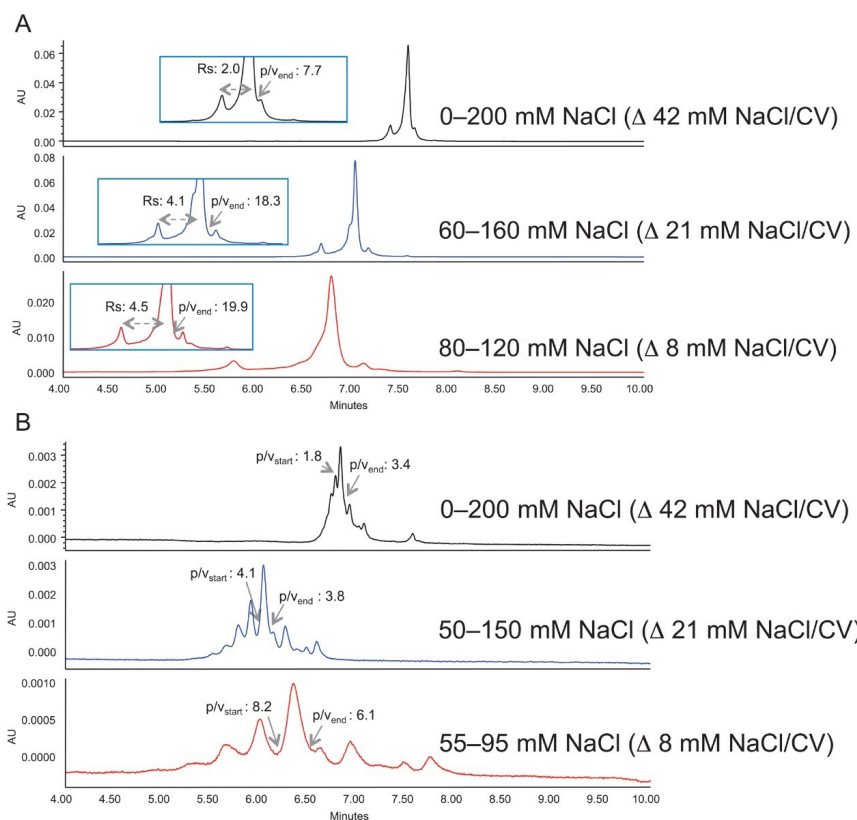 A
AU
0.06
0.04
0.02
0.00
Rs: 2.0
p/vend : 7.7
0–200 mM NaCl (Δ 42 mM NaCl/CV)
AU
0.08
0.06
0.04
0.02
0.00
Rs: 4.1
p/vend : 18.3
60–160 mM NaCl (Δ 21 mM NaCl/CV)
AU
0.020
0.010
0.000
Rs: 4.5
p/vend : 19.9
80–120 mM NaCl (Δ 8 mM NaCl/CV)
4.00 5.00 5.50 6.00 6.50 7.00 7.50 8.00 8.50 9.00 9.50 10.00
Minutes
B
AU
0.003
0.002
0.001
0.000
p/vstart : 1.8
p/vend : 3.4
0–200 mM NaCl (Δ 42 mM NaCl/CV)
AU
0.003
0.002
0.001
0.000
p/vstart : 4.1
p/vend : 3.8
50–150 mM NaCl (Δ 21 mM NaCl/CV)
AU
0.0010
0.0005
0.0000
p/vstart : 8.2
p/vend : 6.1
55–95 mM NaCl (Δ 8 mM NaCl/CV)
4.00 5.00 5.50 6.00 6.50 7.00 7.50 8.00 8.50 9.00 9.50 10.00
Minutes